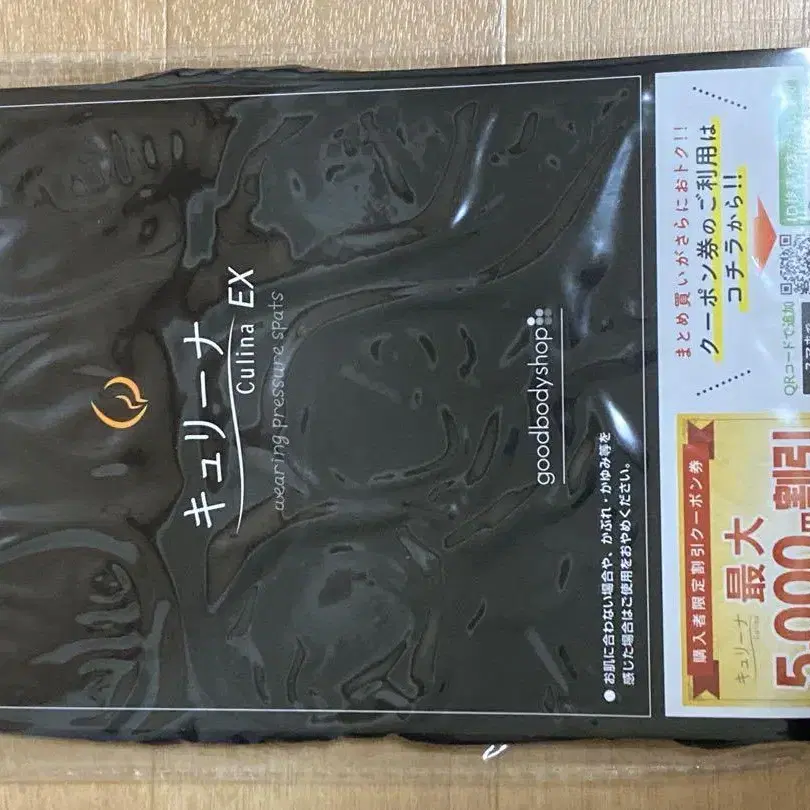 キュリーナ
Culina EX
wearing pressure spats
goodbodyshop
● お肌に合わない場合や、かぶれ・かゆみ等を
感じた場合はご使用をおやめください。
購入者限定割引クーポン券
キュリーナ
最大
5,000円割引
まとめ買いがさらにおトク!!
クーポン券のご利用は
コチラから!!
QRコードで追加